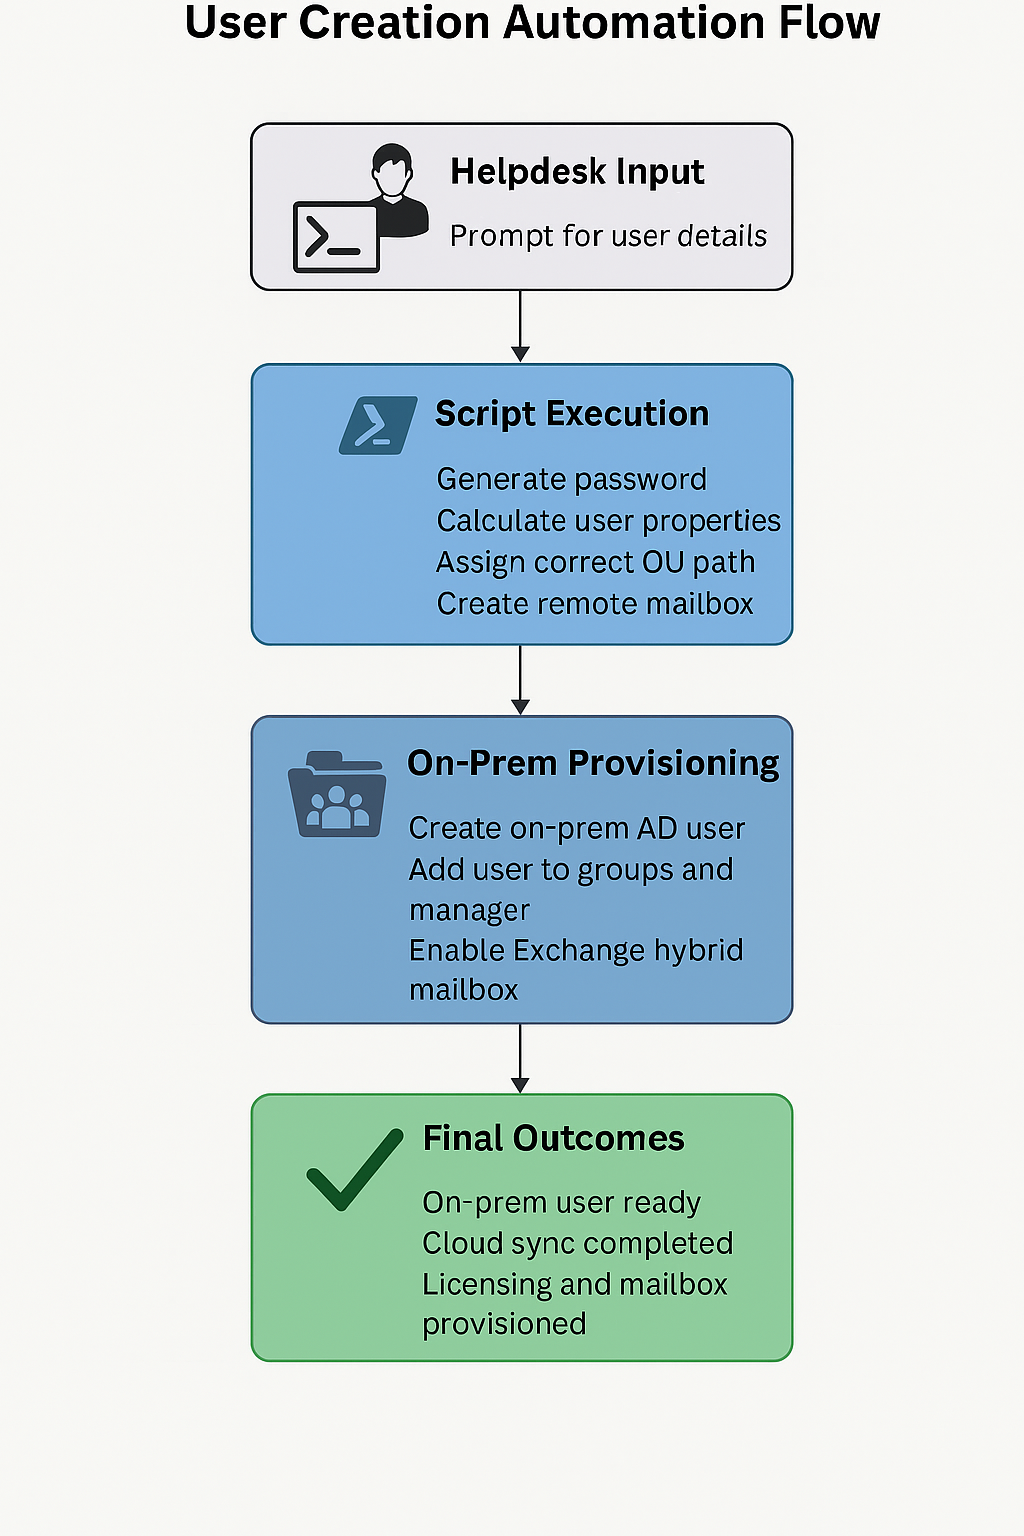 User Creation Automation Flow
Helpdesk Input
Prompt for user details
Script Execution
Generate password
Calculate user properties
Assign correct OU path
Create remote mailbox
On-Prem Provisioning
Create on-prem AD user
Add user to groups and
manager
Enable Exchange hybrid
mailbox
Final Outcomes
On-prem user ready
Cloud sync completed
Licensing and mailbox
provisioned